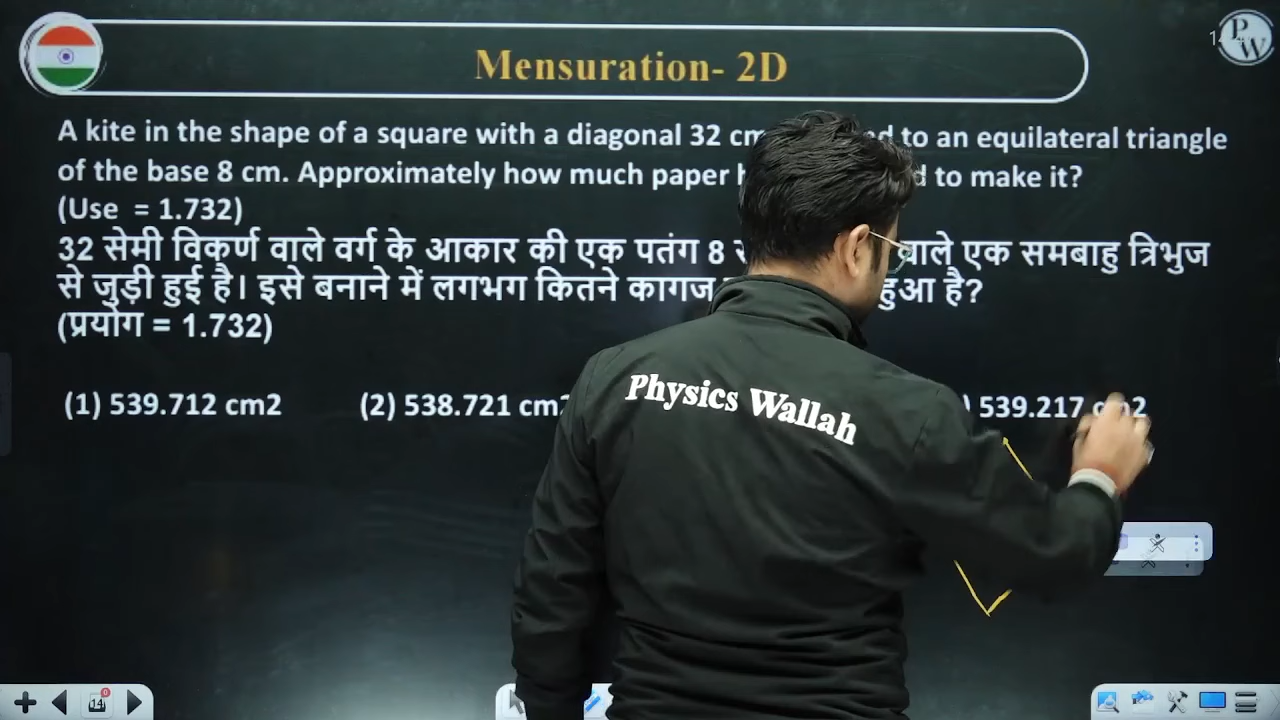 Mensuration- 2D
PW
A kite in the shape of a square with a diagonal 32 to an equilateral triangle
of the base 8 cm. Approximately how much paper to make it?
(Use = 1.732)
32 सेमी विकर्ण वाले वर्ग के आकार की एक पतंग 8 वाले एक समबाहु त्रिभुज
से जुड़ी हुई है। इसे बनाने में लगभग कितने कागज हुआ है?
(प्रयोग = 1.732)
(1) 539.712 cm2 (2) 538.721 539.217 cm2
Physics Wallah
14